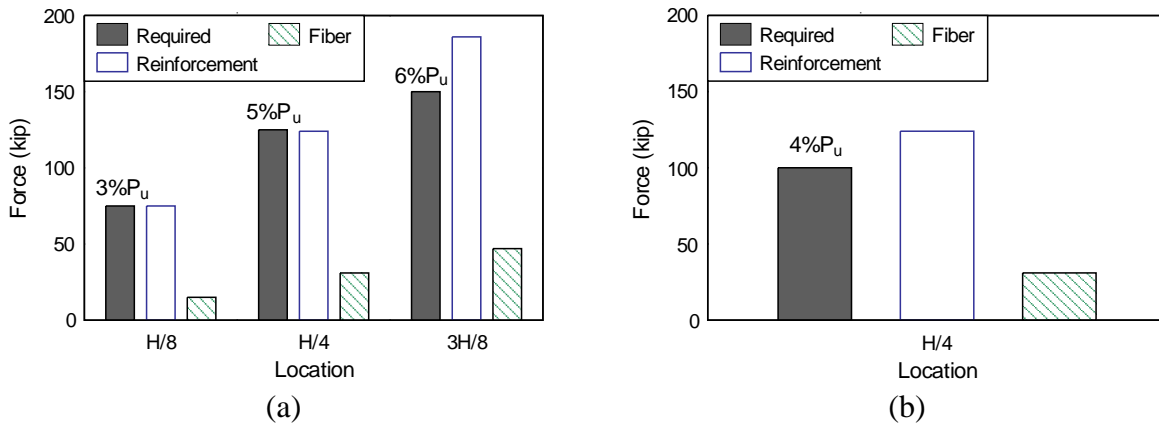 200
150
100
50
0
Force (kip)
Required
Fiber
Reinforcement
3%Pu
5%Pu
6%Pu
H/8
H/4
3H/8
Location
(a)
200
150
100
50
0
Force (kip)
Required
Fiber
Reinforcement
4%Pu
H/4
Location
(b)